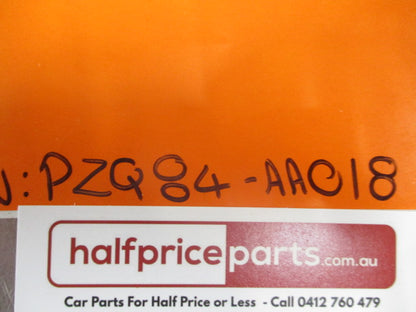 N: PZQ84-AA018
halfpriceparts.com.au
Car Parts For Half Price or Less - Call 0412 760 479